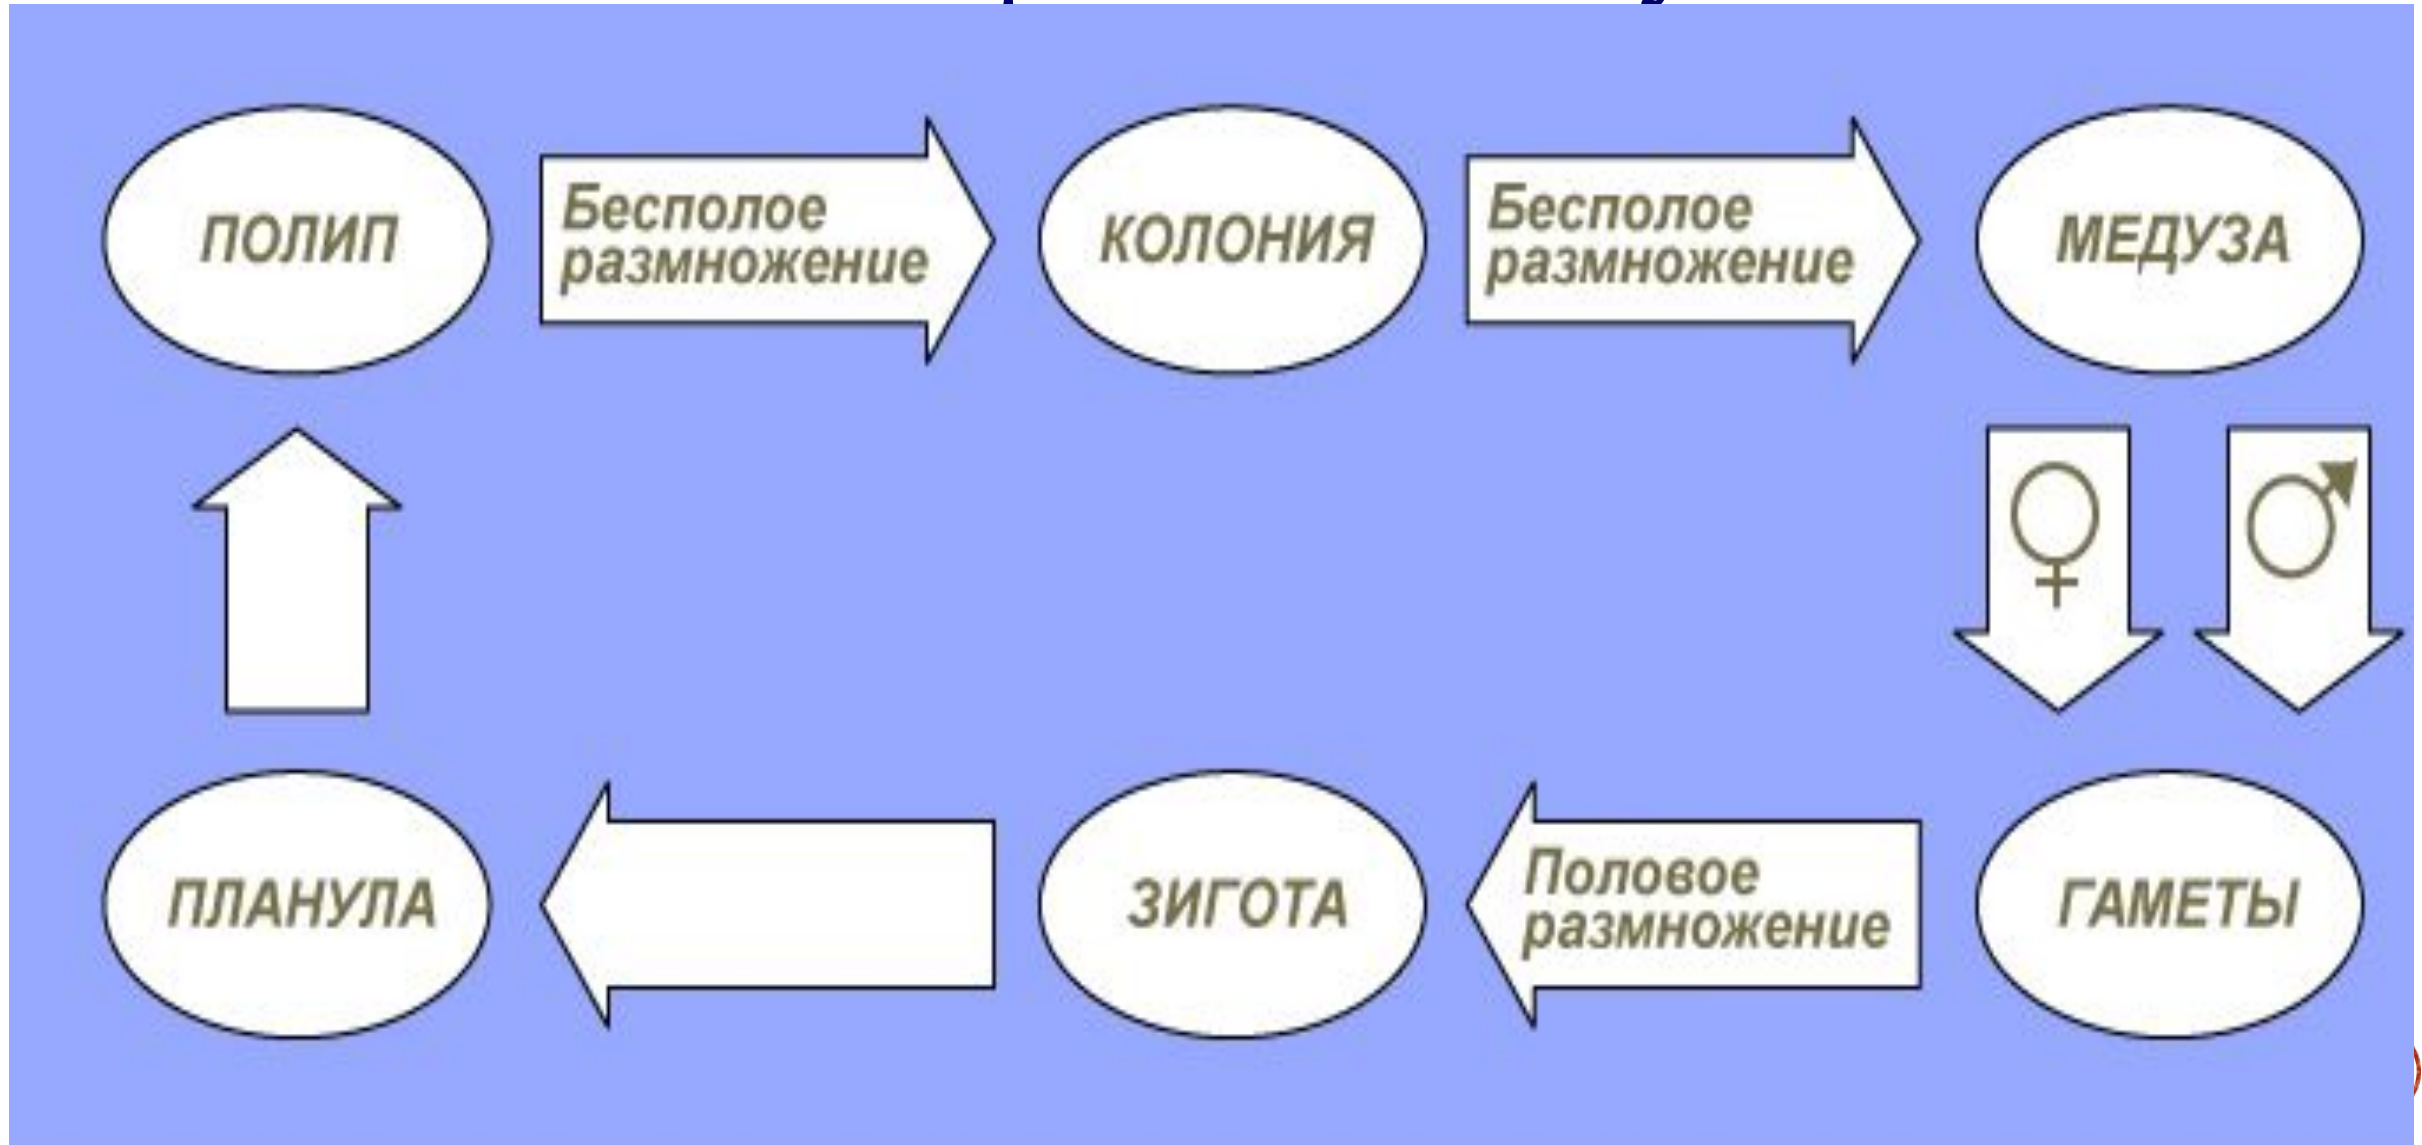 ПОЛИП
Бесполое
размножение
КОЛОНИЯ
Бесполое
размножение
МЕДУЗА
ПЛАНУЛА
ЗИГОТА
Половое
размножение
ГАМЕТЫ